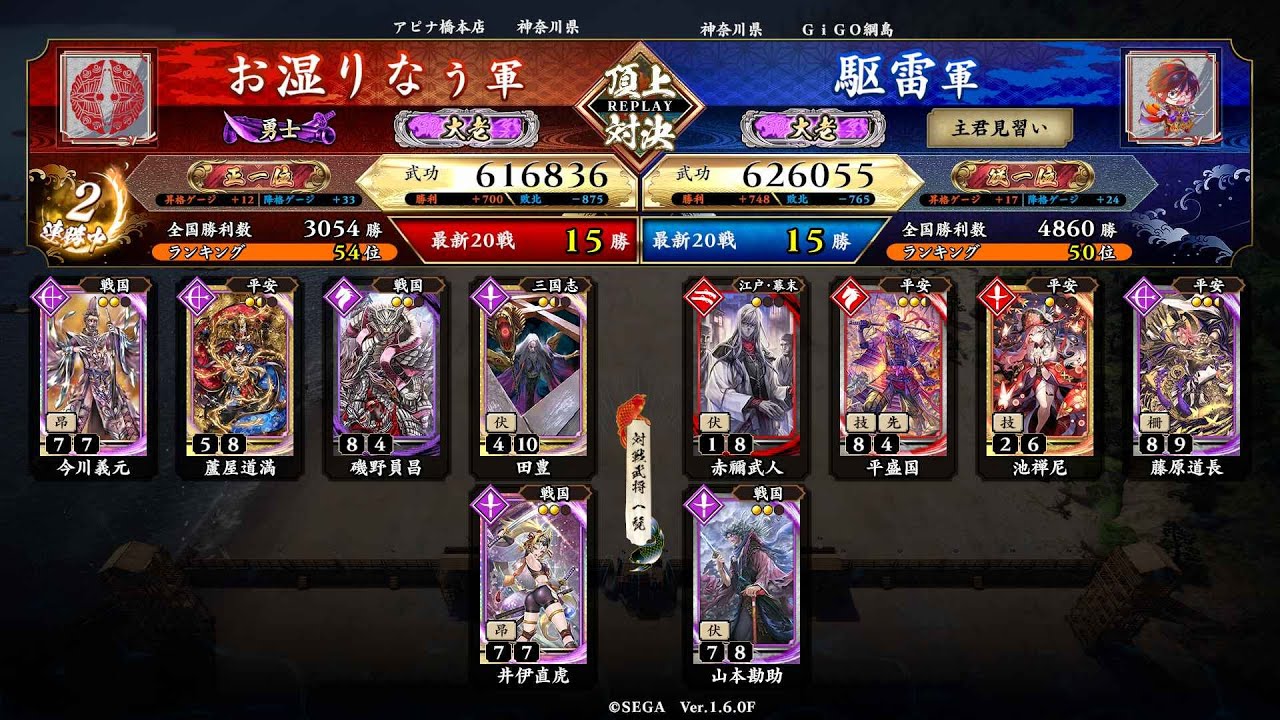 アピナ橋本店 神奈川県
神奈川県 GiGO綱島
お湿りなぅ軍
頂上
REPLAY
対決
駆雷軍
勇士
大老
大老
主君見習い
2
連勝中
正一位
武功 616836
武功 626055
従一位
昇格ゲージ +12 降格ゲージ +33
勝利 +700 敗北 -875
勝利 +748 敗北 -765
昇格ゲージ +17 降格ゲージ +24
全国勝利数 3054勝
最新20戦 15勝
最新20戦 15勝
全国勝利数 4860勝
ランキング 54位
ランキング 50位
戦国
平安
戦国
三国志
江戸・幕末
平安
平安
平安
昴
伏
伏
技 先
技
柵
7 7
5 8
8 4
4 10
1 8
8 4
2 6
8 9
今川義元
蘆屋道満
磯野員昌
田豊
赤禰武人
平盛国
池禅尼
藤原道長
対戦武将一覧
戦国
戦国
昴
伏
7 7
7 8
井伊直虎
山本勘助
©SEGA Ver.1.6.0F